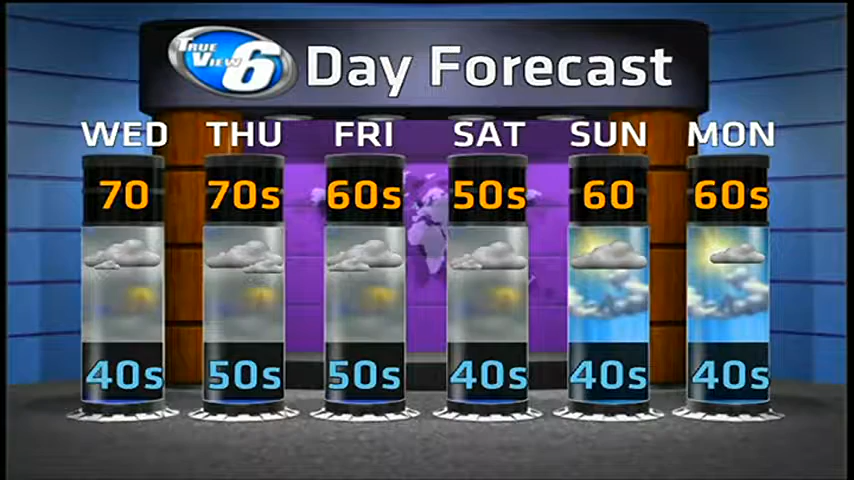 TRUE VIEW 6 Day Forecast
WED THU FRI SAT SUN MON
70 70s 60s 50s 60 60s
40s 50s 50s 40s 40s 40s